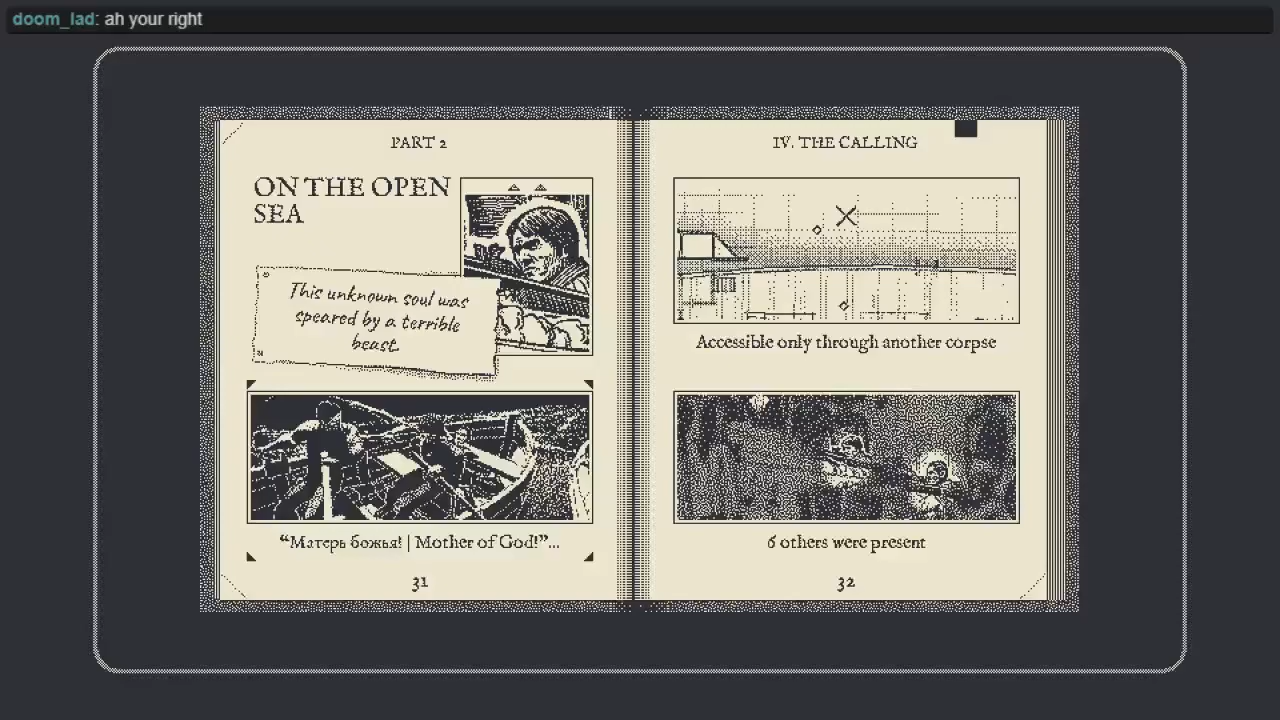 doom_lad: ah your right
PART 2
ON THE OPEN
SEA
This unknown soul was
speared by a terrible
beast.
“Матерь божья! | Mother of God!”...
31
IV. THE CALLING
Accessible only through another corpse
6 others were present
32